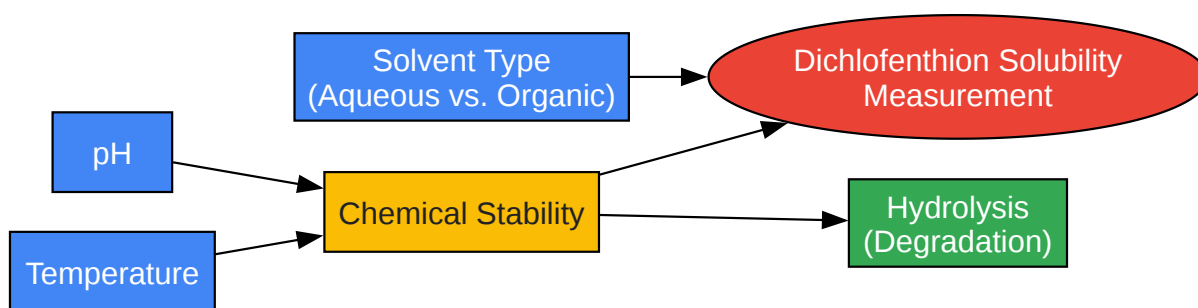 Solvent Type
(Aqueous vs. Organic)
Dichlofenthion Solubility
Measurement
pH
Chemical Stability
Hydrolysis
(Degradation)
Temperature